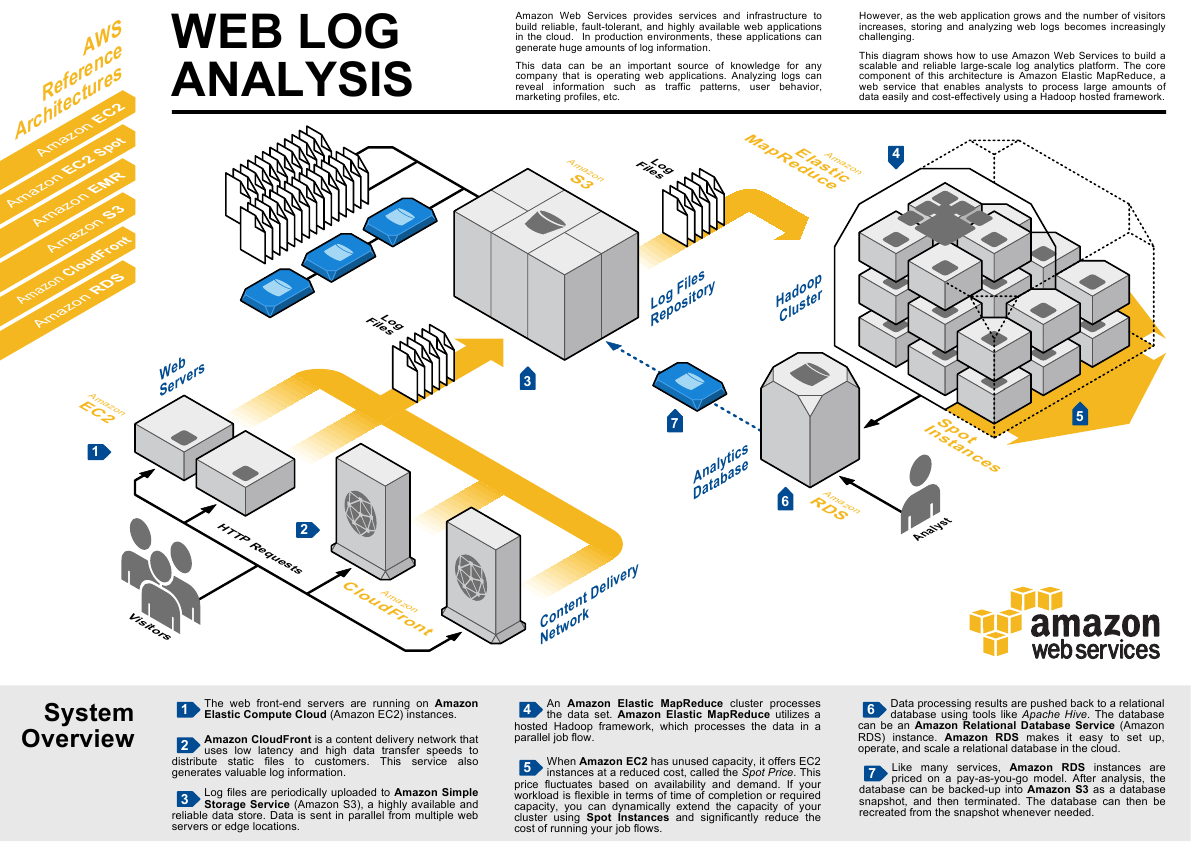 AWS
Reference
Architectures
Amazon EC2
Amazon EC2 Spot
Amazon EMR
Amazon S3
Amazon CloudFront
Amazon RDS
WEB LOG
ANALYSIS
Amazon Web Services provides services and infrastructure to
build reliable, fault-tolerant, and highly available web applications
in the cloud. In production environments, these applications can
generate huge amounts of log information.
This data can be an important source of knowledge for any
company that is operating web applications. Analyzing logs can
reveal information such as traffic patterns, user behavior,
marketing profiles, etc.
However, as the web application grows and the number of visitors
increases, storing and analyzing web logs becomes increasingly
challenging.
This diagram shows how to use Amazon Web Services to build a
scalable and reliable large-scale log analytics platform. The core
component of this architecture is Amazon Elastic MapReduce, a
web service that enables analysts to process large amounts of
data easily and cost-effectively using a Hadoop hosted framework.
Amazon
S3
Log
Files
Amazon
Elastic
MapReduce
4
Log Files
Repository
Hadoop
Cluster
Log
Files
3
Web
Servers
Amazon
EC2
1
7
Analytics
Database
6
Amazon
RDS
Spot
Instances
5
Analyst
2
HTTP Requests
Visitors
Amazon
CloudFront
Content Delivery
Network
amazon
web services
System
Overview
1 The web front-end servers are running on Amazon
Elastic Compute Cloud (Amazon EC2) instances.
2 Amazon CloudFront is a content delivery network that
uses low latency and high data transfer speeds to
distribute static files to customers. This service also
generates valuable log information.
3 Log files are periodically uploaded to Amazon Simple
Storage Service (Amazon S3), a highly available and
reliable data store. Data is sent in parallel from multiple web
servers or edge locations.
4 An Amazon Elastic MapReduce cluster processes
the data set. Amazon Elastic MapReduce utilizes a
hosted Hadoop framework, which processes the data in a
parallel job flow.
5 When Amazon EC2 has unused capacity, it offers EC2
instances at a reduced cost, called the Spot Price. This
price fluctuates based on availability and demand. If your
workload is flexible in terms of time of completion or required
capacity, you can dynamically extend the capacity of your
cluster using Spot Instances and significantly reduce the
cost of running your job flows.
6 Data processing results are pushed back to a relational
database using tools like Apache Hive. The database
can be an Amazon Relational Database Service (Amazon
RDS) instance. Amazon RDS makes it easy to set up,
operate, and scale a relational database in the cloud.
7 Like many services, Amazon RDS instances are
priced on a pay-as-you-go model. After analysis, the
database can be backed-up into Amazon S3 as a database
snapshot, and then terminated. The database can then be
recreated from the snapshot whenever needed.